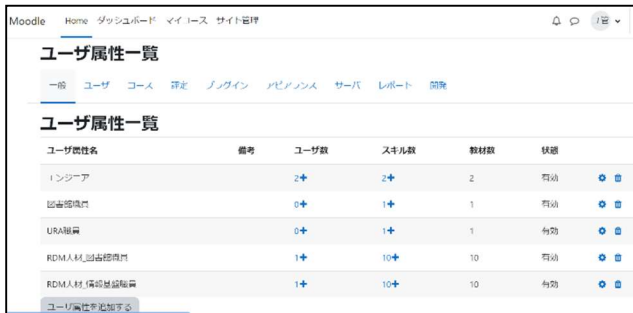 Moodle Home ダッシュボード マイコース サイト管理
ユーザ属性一覧
一般 ユーザ コース 評定 プラグイン アピアランス サーバ レポート 開発
ユーザ属性一覧
ユーザ属性名 備考 ユーザ数 スキル数 教材数 状態
エンジニア 2+ 2+ 2 有効
図書館職員 0+ 1+ 1 有効
URA職員 0+ 1+ 1 有効
RDM人材_図書館職員 1+ 10+ 10 有効
RDM人材_情報基盤職員 1+ 10+ 10 有効
ユーザ属性を追加する